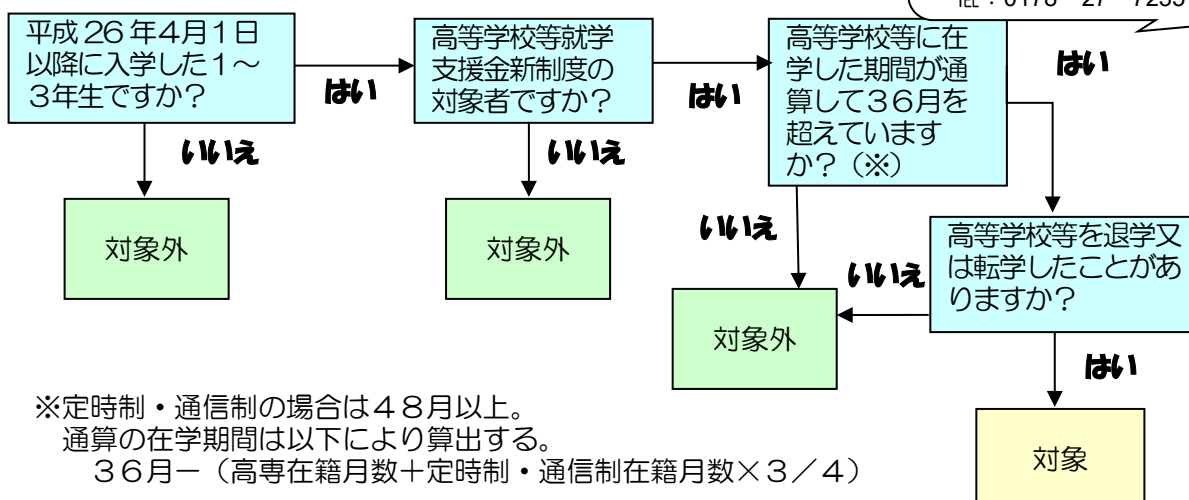 ℡：0178－27－7233
平成26年4月1日
以降に入学した1～
3年生ですか？
はい
いいえ
対象外
高等学校等就学
支援金新制度の
対象者ですか？
はい
いいえ
対象外
高等学校等に在
学した期間が通
算して３６月を
超えています
か？（※）
はい
いいえ
対象外
高等学校等を退学又
は転学したことがあ
りますか？
いいえ
はい
対象
※定時制・通信制の場合は４８月以上。
通算の在学期間は以下により算出する。
３６月－（高専在籍月数＋定時制・通信制在籍月数×３／４）